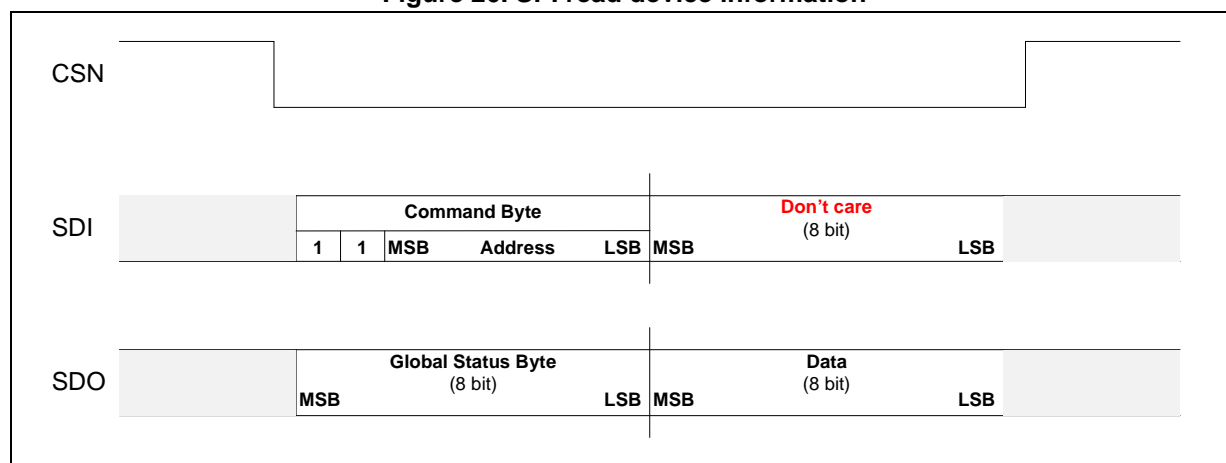 CSN
SDI
Command Byte
1 1 MSB Address LSB
Don't care
(8 bit)
MSB LSB
SDO
Global Status Byte
(8 bit)
MSB LSB
Data
(8 bit)
MSB LSB